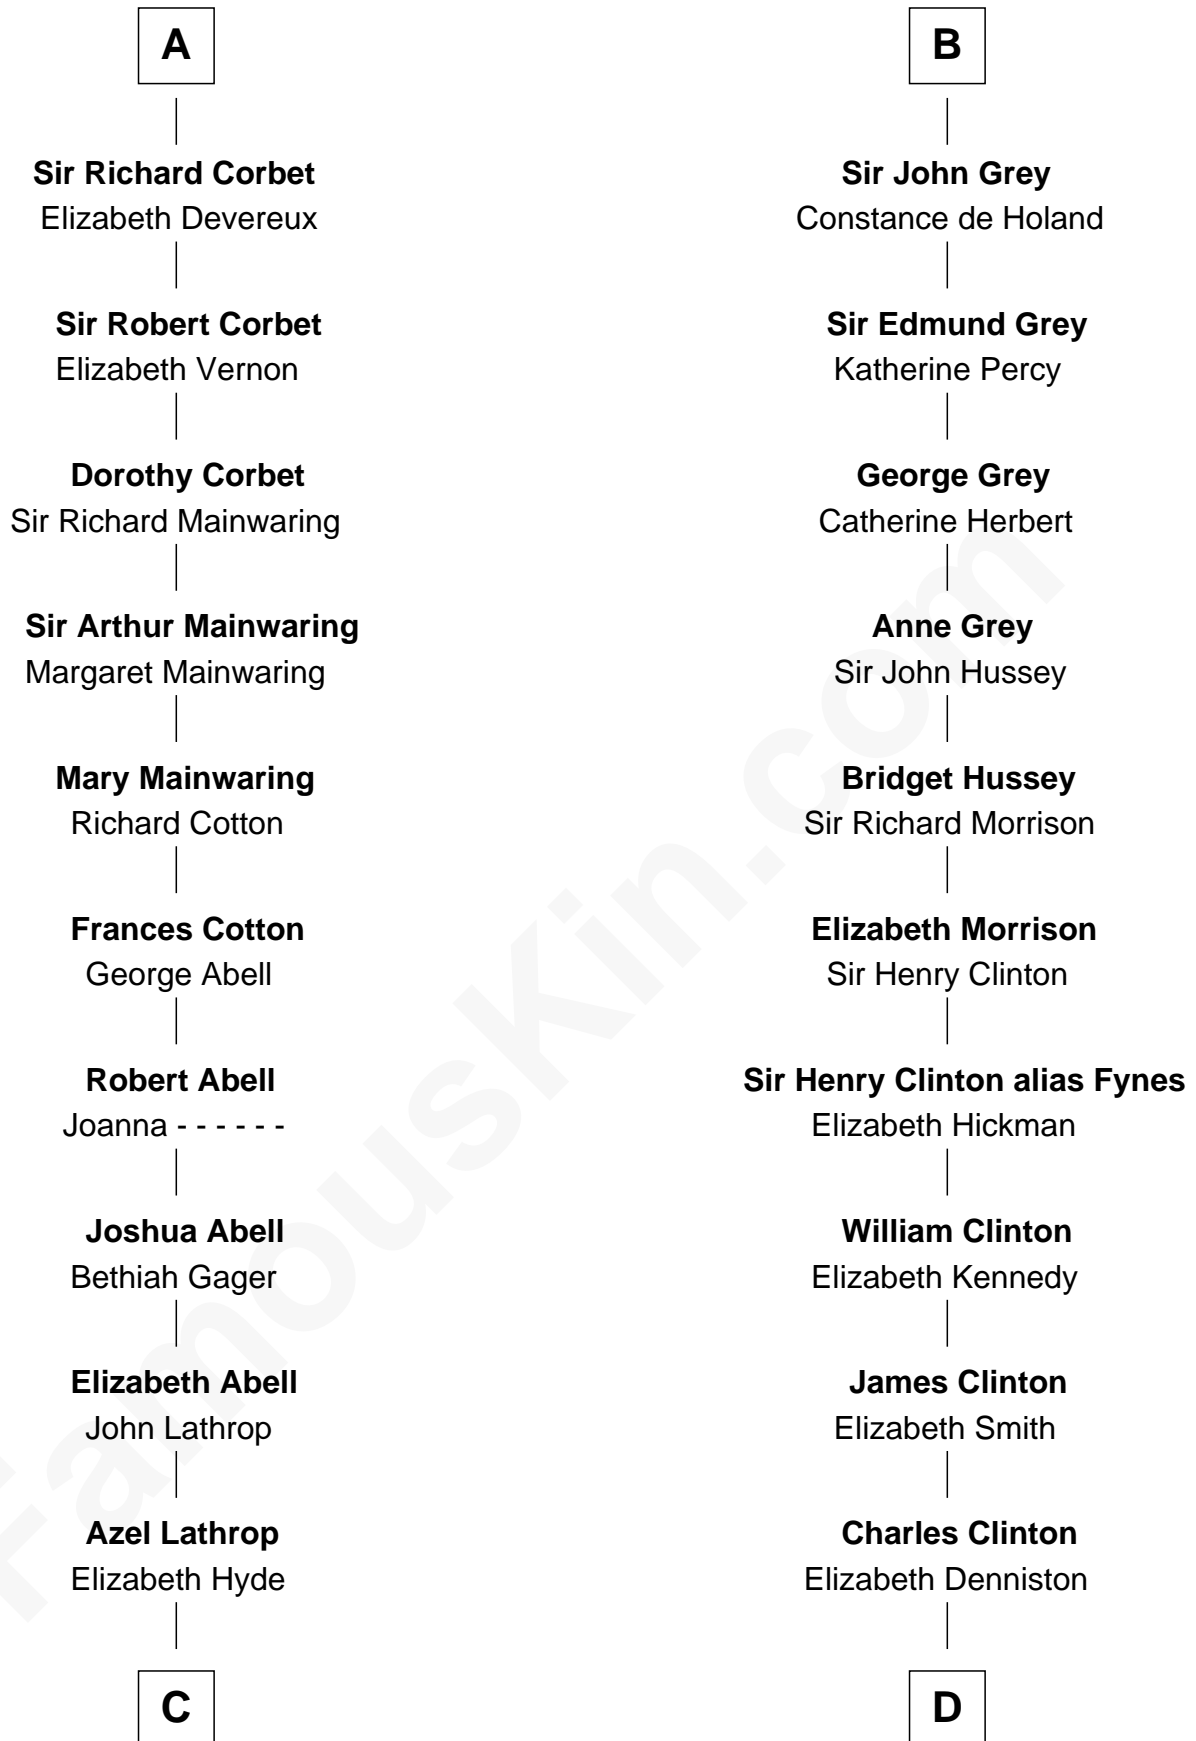 A
Sir Richard Corbet
Elizabeth Devereux
Sir Robert Corbet
Elizabeth Vernon
Dorothy Corbet
Sir Richard Mainwaring
Sir Arthur Mainwaring
Margaret Mainwaring
Mary Mainwaring
Richard Cotton
Frances Cotton
George Abell
Robert Abell
Joanna - - - - - -
Joshua Abell
Bethiah Gager
Elizabeth Abell
John Lathrop
Azel Lathrop
Elizabeth Hyde
C
B
Sir John Grey
Constance de Holand
Sir Edmund Grey
Katherine Percy
George Grey
Catherine Herbert
Anne Grey
Sir John Hussey
Bridget Hussey
Sir Richard Morrison
Elizabeth Morrison
Sir Henry Clinton
Sir Henry Clinton alias Fynes
Elizabeth Hickman
William Clinton
Elizabeth Kennedy
James Clinton
Elizabeth Smith
Charles Clinton
Elizabeth Denniston
D
FamousKin.com